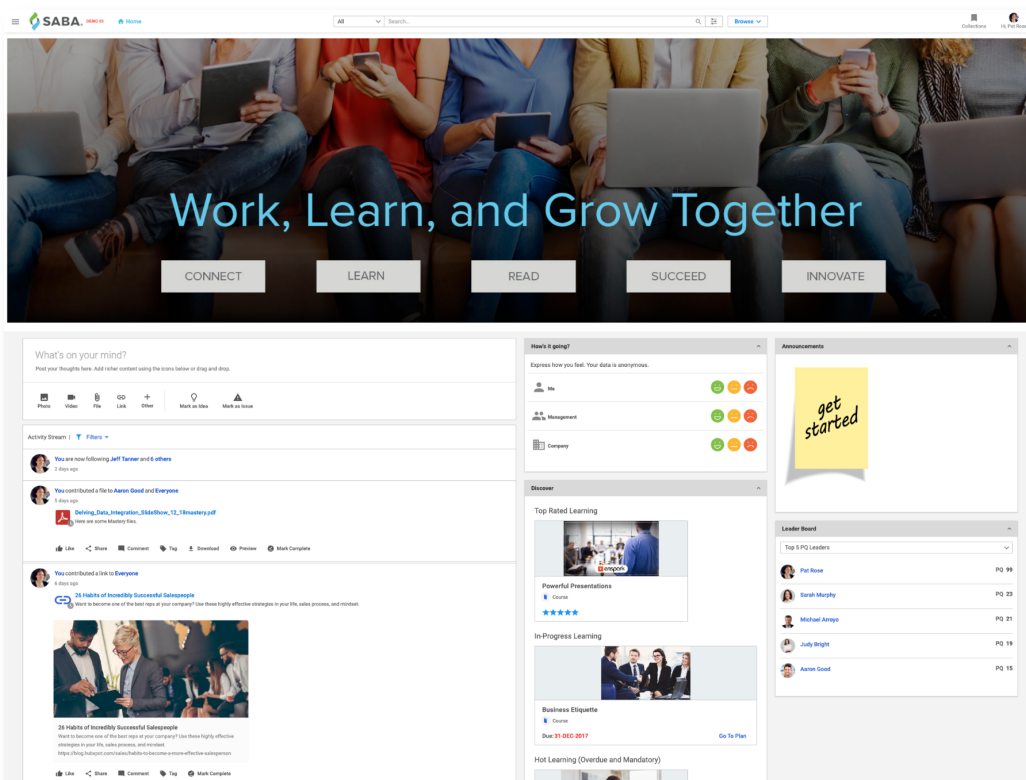 SABA.
DEMO 03
Home
All
Search...
Browse
Collections
Hi, Pat Rose
Work, Learn, and Grow Together
CONNECT
LEARN
READ
SUCCEED
INNOVATE
What's on your mind?
Post your thoughts here. Add richer content using the icons below or drag and drop.
Photo
Video
File
Link
Other
Mark as Idea
Mark as Issue
Activity Stream |
Filters
You are now following Jeff Tanner and 6 others
2 days ago
You contributed a file to Aaron Good and Everyone
5 days ago
Delving_Data_Integration_SlideShow_12_18mastery.pdf
Here are some Mastery files.
Like
Share
Comment
Tag
Download
Preview
Mark Complete
You contributed a link to Everyone
6 days ago
26 Habits of Incredibly Successful Salespeople
Want to become one of the best reps at your company? Use these highly effective strategies in your life, sales process, and mindset.
26 Habits of Incredibly Successful Salespeople
Want to become one of the best reps at your company? Use these highly effective
strategies in your life, sales process, and mindset.
https://blog.hubspot.com/sales/habits-to-become-a-more-effective-salesperson.
Like
Share
Comment
Tag
Mark Complete
How's it going?
Express how you feel. Your data is anonymous.
Me
Management
Company
Discover
Top Rated Learning
enspark
Powerful Presentations
Course
In-Progress Learning
Business Etiquette
Course
Due: 31-DEC-2017
Go To Plan
Hot Learning (Overdue and Mandatory)
Announcements
get
started
Leader Board
Top 5 PQ Leaders
Pat Rose
PQ 99
Sarah Murphy
PQ 23
Michael Arroyo
PQ 21
Judy Bright
PQ 19
Aaron Good
PQ 15